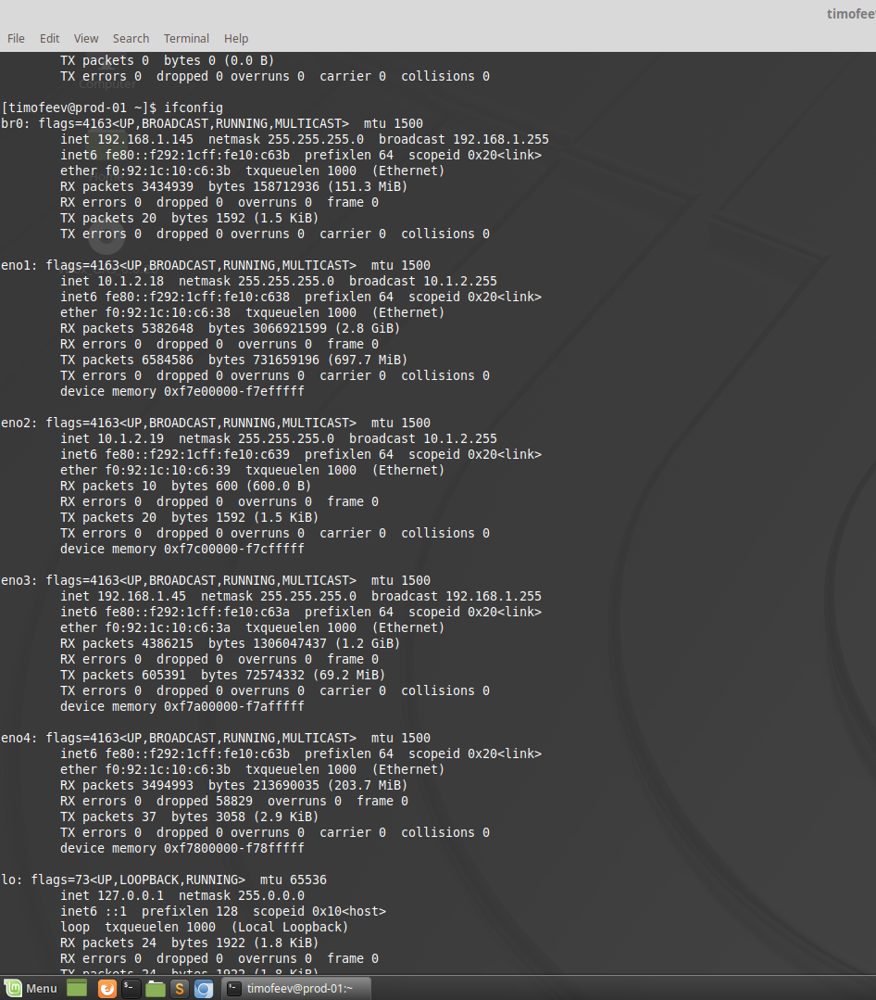 timofee
File Edit View Search Terminal Help
TX packets 0  bytes 0 (0.0 B)
TX errors 0  dropped 0 overruns 0  carrier 0  collisions 0
Computer
[timofeev@prod-01 ~]$ ifconfig
br0: flags=4163<UP,BROADCAST,RUNNING,MULTICAST>  mtu 1500
inet 192.168.1.145  netmask 255.255.255.0  broadcast 192.168.1.255
inet6 fe80::f292:1cff:fe10:c63b  prefixlen 64  scopeid 0x20<link>
ether f0:92:1c:10:c6:3b  txqueuelen 1000  (Ethernet)
RX packets 3434939  bytes 158712936 (151.3 MiB)
RX errors 0  dropped 0  overruns 0  frame 0
TX packets 20  bytes 1592 (1.5 KiB)
TX errors 0  dropped 0 overruns 0  carrier 0  collisions 0
eno1: flags=4163<UP,BROADCAST,RUNNING,MULTICAST>  mtu 1500
inet 10.1.2.18  netmask 255.255.255.0  broadcast 10.1.2.255
inet6 fe80::f292:1cff:fe10:c638  prefixlen 64  scopeid 0x20<link>
ether f0:92:1c:10:c6:38  txqueuelen 1000  (Ethernet)
RX packets 5382648  bytes 3066921599 (2.8 GiB)
RX errors 0  dropped 0  overruns 0  frame 0
TX packets 6584586  bytes 731659196 (697.7 MiB)
TX errors 0  dropped 0 overruns 0  carrier 0  collisions 0
device memory 0xf7e00000-f7efffff
eno2: flags=4163<UP,BROADCAST,RUNNING,MULTICAST>  mtu 1500
inet 10.1.2.19  netmask 255.255.255.0  broadcast 10.1.2.255
inet6 fe80::f292:1cff:fe10:c639  prefixlen 64  scopeid 0x20<link>
ether f0:92:1c:10:c6:39  txqueuelen 1000  (Ethernet)
RX packets 10  bytes 600 (600.0 B)
RX errors 0  dropped 0  overruns 0  frame 0
TX packets 20  bytes 1592 (1.5 KiB)
TX errors 0  dropped 0 overruns 0  carrier 0  collisions 0
device memory 0xf7c00000-f7cfffff
eno3: flags=4163<UP,BROADCAST,RUNNING,MULTICAST>  mtu 1500
inet 192.168.1.45  netmask 255.255.255.0  broadcast 192.168.1.255
inet6 fe80::f292:1cff:fe10:c63a  prefixlen 64  scopeid 0x20<link>
ether f0:92:1c:10:c6:3a  txqueuelen 1000  (Ethernet)
RX packets 4386215  bytes 1306047437 (1.2 GiB)
RX errors 0  dropped 0  overruns 0  frame 0
TX packets 605391  bytes 72574332 (69.2 MiB)
TX errors 0  dropped 0 overruns 0  carrier 0  collisions 0
device memory 0xf7a00000-f7afffff
eno4: flags=4163<UP,BROADCAST,RUNNING,MULTICAST>  mtu 1500
inet6 fe80::f292:1cff:fe10:c63b  prefixlen 64  scopeid 0x20<link>
ether f0:92:1c:10:c6:3b  txqueuelen 1000  (Ethernet)
RX packets 3494993  bytes 213690035 (203.7 MiB)
RX errors 0  dropped 58829  overruns 0  frame 0
TX packets 37  bytes 3058 (2.9 KiB)
TX errors 0  dropped 0 overruns 0  carrier 0  collisions 0
device memory 0xf7800000-f78fffff
lo: flags=73<UP,LOOPBACK,RUNNING>  mtu 65536
inet 127.0.0.1  netmask 255.0.0.0
inet6 ::1  prefixlen 128  scopeid 0x10<host>
loop  txqueuelen 1000  (Local Loopback)
RX packets 24  bytes 1922 (1.8 KiB)
RX errors 0  dropped 0  overruns 0  frame 0
TX packets 24  bytes 1922 (1.8 KiB)
Menu
timofeev@prod-01:~